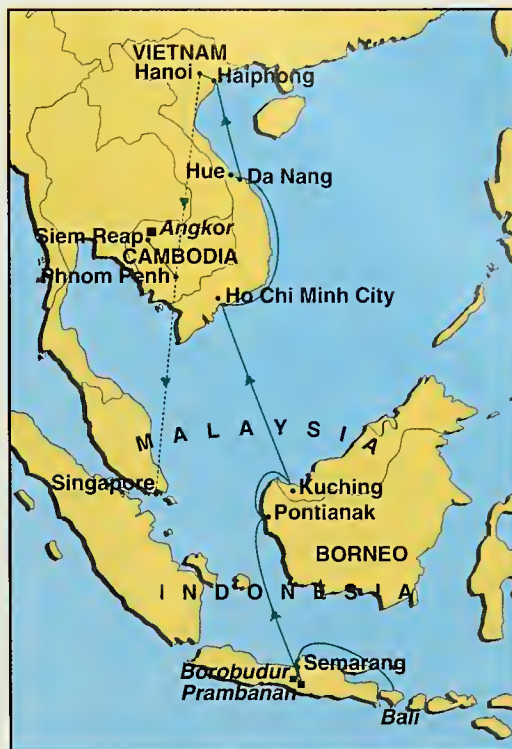 VIETNAM
Hanoi
Haiphong
Hue
Da Nang
Siem Reap
Angkor
CAMBODIA
Phnom Penh
Ho Chi Minh City
MALAYSIA
Singapore
Kuching
Pontianak
BORNEO
INDONESIA
Semarang
Borobudur
Prambanan
Bali